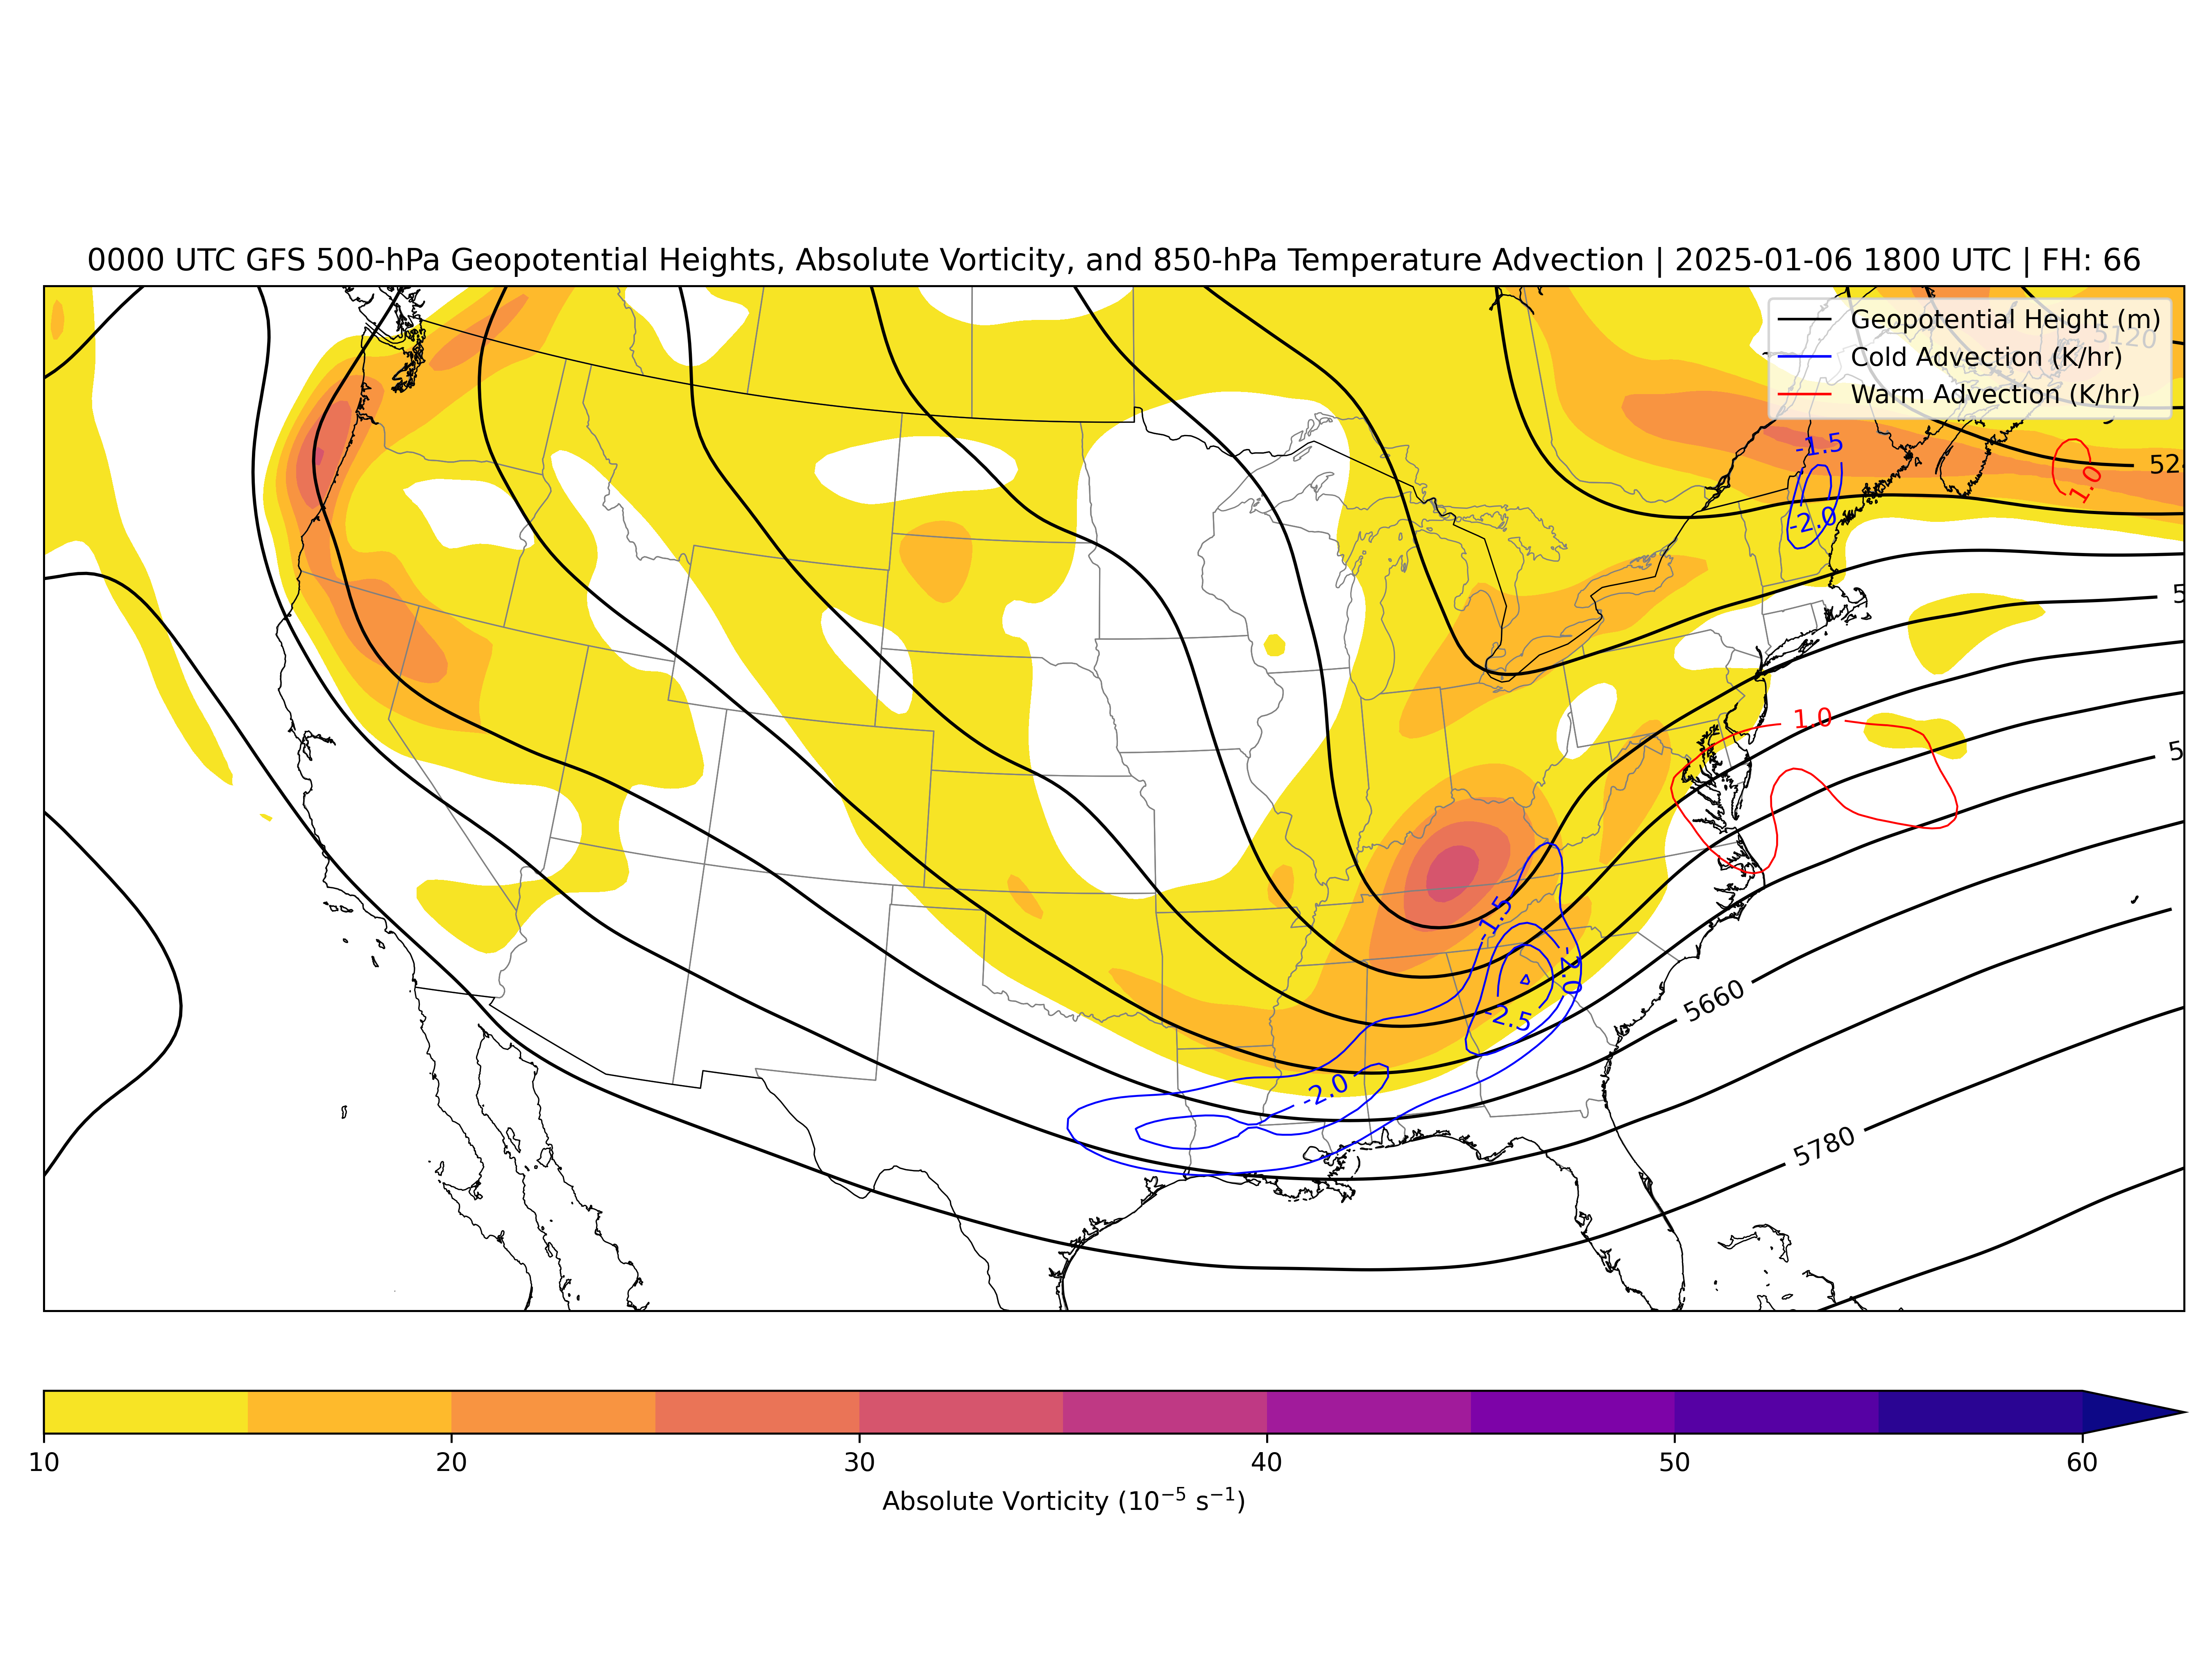 0000 UTC GFS 500-hPa Geopotential Heights, Absolute Vorticity, and 850-hPa Temperature Advection | 2025-01-06 1800 UTC | FH: 66
Geopotential Height (m)
Cold Advection (K/hr)
Warm Advection (K/hr)
5120
-1.5
52
1.0
-2.0
5
1.0
5
-1.5
-2.0
-2.5
5660
-2.0
5780
10 20 30 40 50 60
Absolute Vorticity (10⁻⁵ s⁻¹)